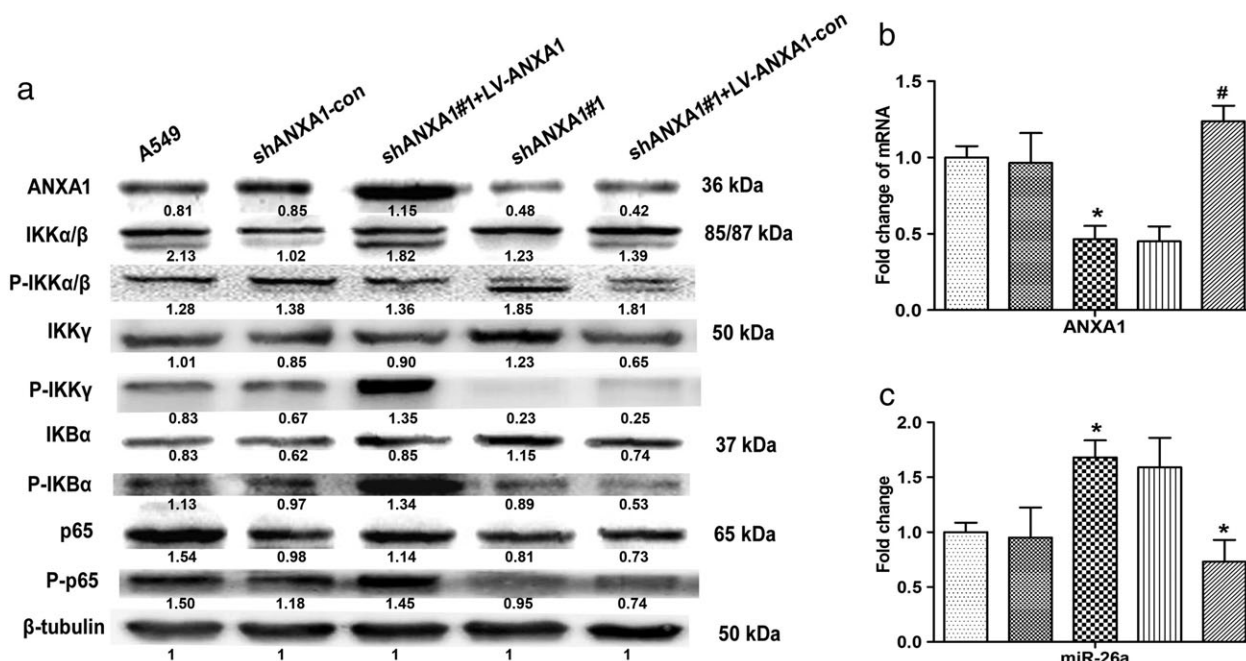 a
A549 shANXA1-con shANXA1#1+LV-ANXA1 shANXA1#1 shANXA1#1+LV-ANXA1-con
ANXA1 36 kDa
0.81 0.85 1.15 0.48 0.42
IKKα/β 85/87 kDa
2.13 1.02 1.82 1.23 1.39
P-IKKα/β
1.28 1.38 1.36 1.85 1.81
IKKγ 50 kDa
1.01 0.85 0.90 1.23 0.65
P-IKKγ
0.83 0.67 1.35 0.23 0.25
IKBα 37 kDa
0.83 0.62 0.85 1.15 0.74
P-IKBα
1.13 0.97 1.34 0.89 0.53
p65 65 kDa
1.54 0.98 1.14 0.81 0.73
P-p65
1.50 1.18 1.45 0.95 0.74
β-tubulin 50 kDa
1 1 1 1 1
b
Fold change of mRNA
1.5
1.0
0.5
0.0
*
#
ANXA1
c
Fold change
2.0
1.5
1.0
0.5
0.0
*
*
miR-26a